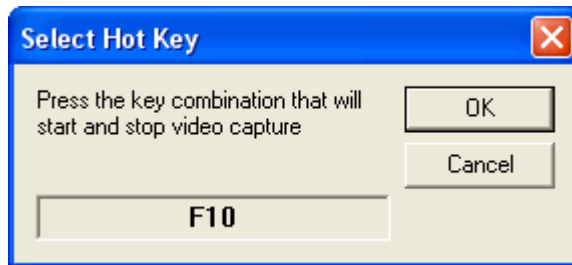 Select Hot Key
Press the key combination that will
start and stop video capture
OK
Cancel
F10